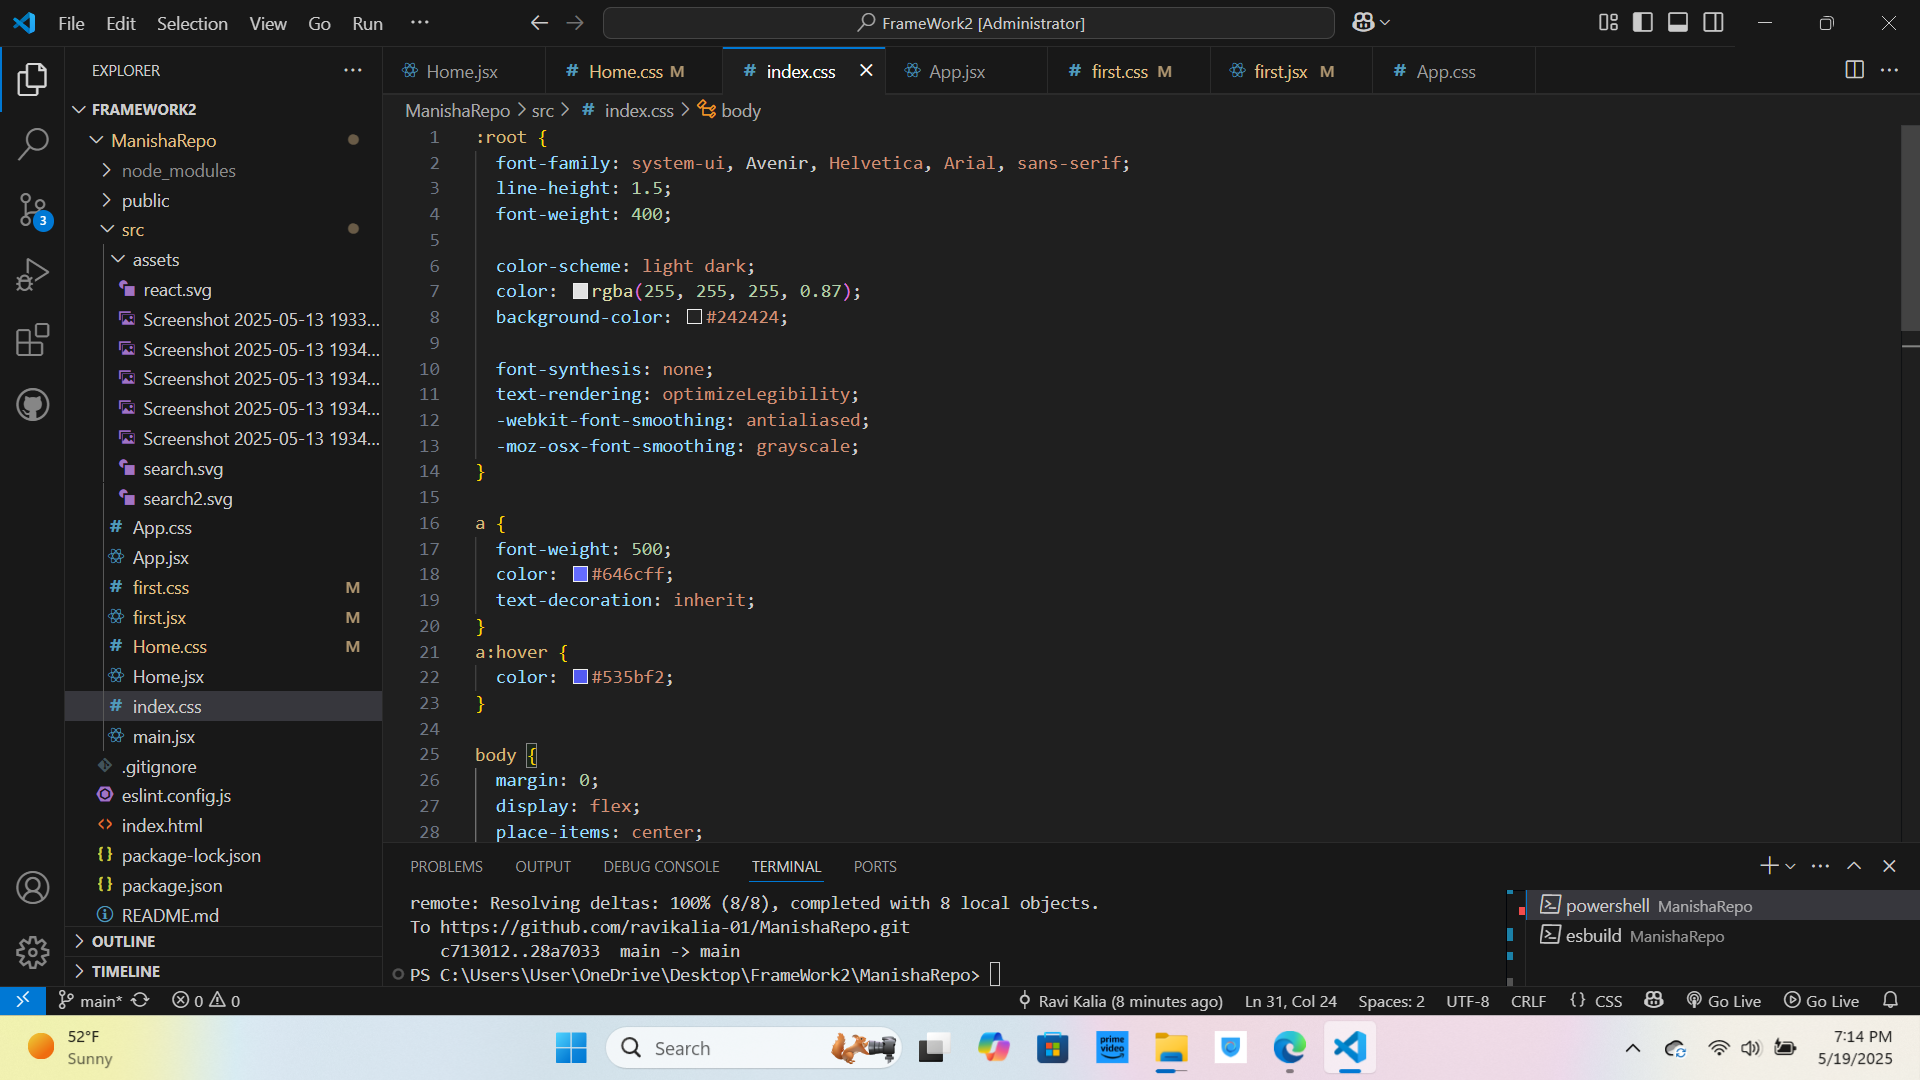 File Edit Selection View Go Run ···
FrameWork2 [Administrator]
EXPLORER
Home.jsx
Home.css M
index.css
App.jsx
first.css M
first.jsx M
App.css
FRAMEWORK2
ManishaRepo
node_modules
public
src
assets
react.svg
Screenshot 2025-05-13 1933...
Screenshot 2025-05-13 1934...
Screenshot 2025-05-13 1934...
Screenshot 2025-05-13 1934...
Screenshot 2025-05-13 1934...
search.svg
search2.svg
App.css
App.jsx
first.css M
first.jsx M
Home.css M
Home.jsx
index.css
main.jsx
.gitignore
eslint.config.js
index.html
package-lock.json
package.json
README.md
OUTLINE
TIMELINE
3
ManishaRepo > src > # index.css > body
1 :root {
2 font-family: system-ui, Avenir, Helvetica, Arial, sans-serif;
3 line-height: 1.5;
4 font-weight: 400;
5
6 color-scheme: light dark;
7 color: rgba(255, 255, 255, 0.87);
8 background-color: #242424;
9
10 font-synthesis: none;
11 text-rendering: optimizeLegibility;
12 -webkit-font-smoothing: antialiased;
13 -moz-osx-font-smoothing: grayscale;
14 }
15
16 a {
17 font-weight: 500;
18 color: #646cff;
19 text-decoration: inherit;
20 }
21 a:hover {
22 color: #535bf2;
23 }
24
25 body {
26 margin: 0;
27 display: flex;
28 place-items: center;
PROBLEMS OUTPUT DEBUG CONSOLE TERMINAL PORTS
remote: Resolving deltas: 100% (8/8), completed with 8 local objects.
To https://github.com/ravikalia-01/ManishaRepo.git
c713012..28a7033 main -> main
PS C:\Users\User\OneDrive\Desktop\FrameWork2\ManishaRepo>
powershell ManishaRepo
esbuild ManishaRepo
main* 0 0 Ravi Kalia (8 minutes ago) Ln 31, Col 24 Spaces: 2 UTF-8 CRLF {} CSS Go Live Go Live
52°F
Sunny
Search
prime
video
7:14 PM
5/19/2025